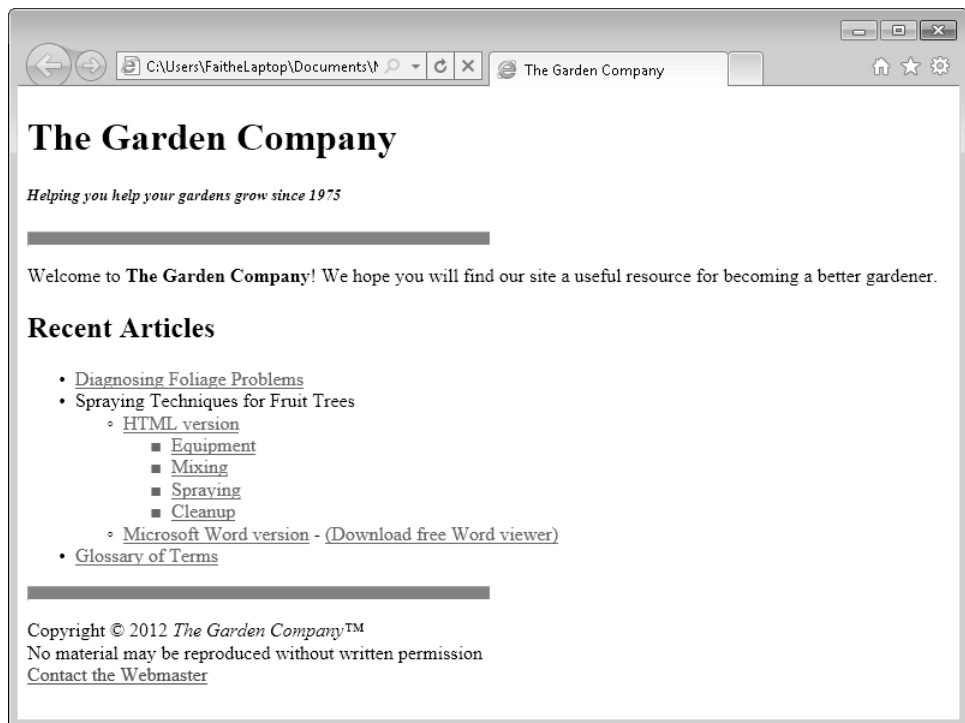 C:\Users\FaitheLaptop\Documents\
The Garden Company
The Garden Company
Helping you help your gardens grow since 1975
Welcome to The Garden Company! We hope you will find our site a useful resource for becoming a better gardener.
Recent Articles
• Diagnosing Foliage Problems
• Spraying Techniques for Fruit Trees
◦ HTML version
▪ Equipment
▪ Mixing
▪ Spraying
▪ Cleanup
◦ Microsoft Word version - (Download free Word viewer)
• Glossary of Terms
Copyright © 2012 The Garden Company™
No material may be reproduced without written permission
Contact the Webmaster